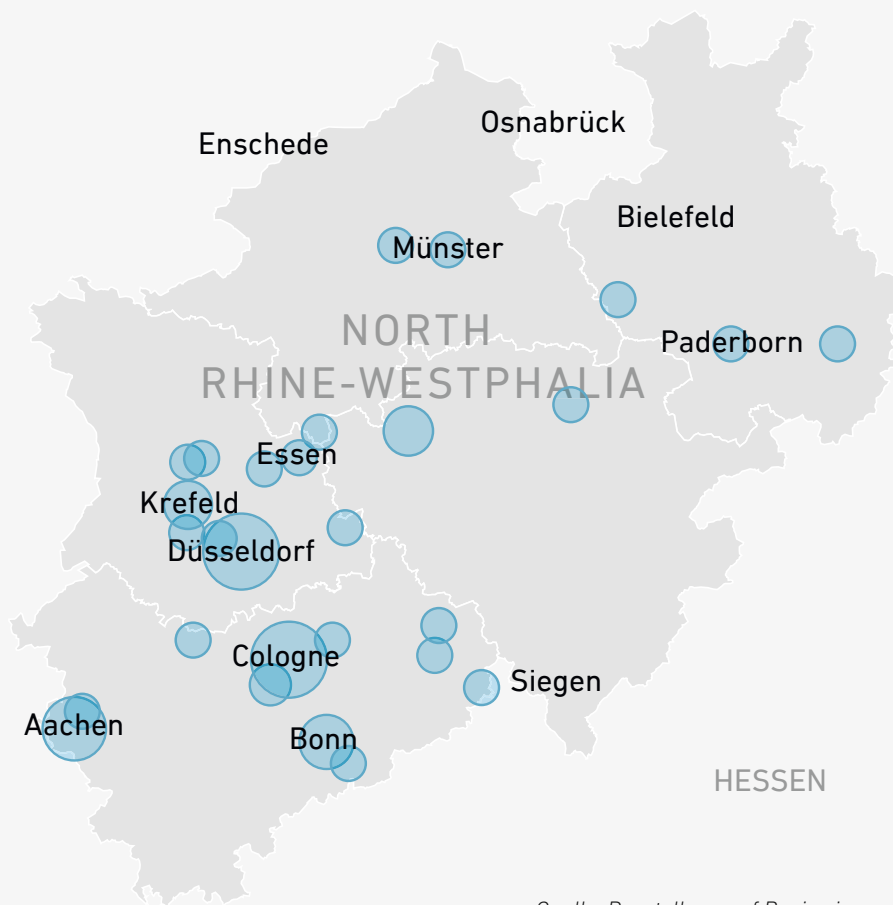 Osnabrück
Enschede
Bielefeld
Münster
NORTH
RHINE-WESTPHALIA
Paderborn
Essen
Krefeld
Düsseldorf
Cologne
Siegen
Aachen
Bonn
HESSEN